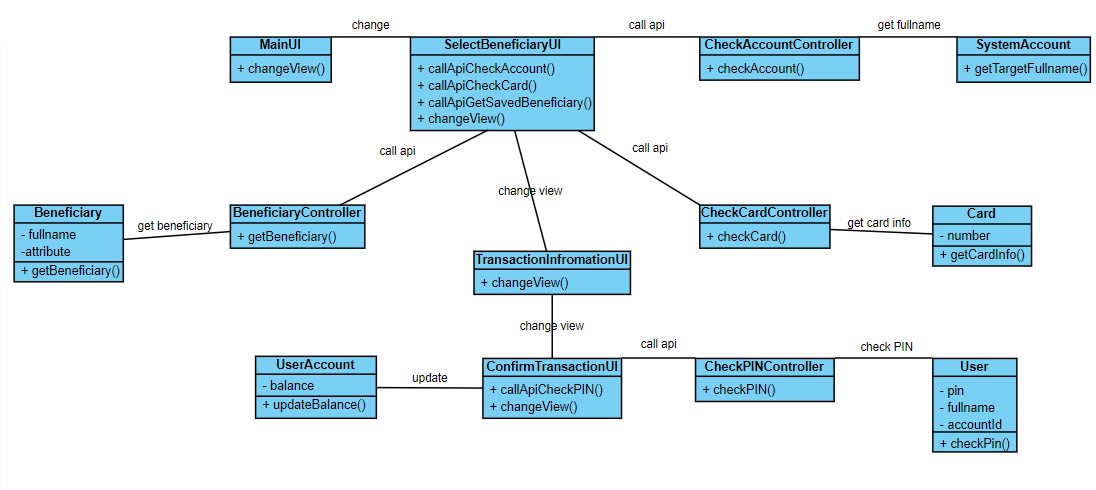 change
call api
get fullname
MainUI
+ changeView()
SelectBeneficiaryUI
+ callApiCheckAccount()
+ callApiCheckCard()
+ callApiGetSavedBeneficiary()
+ changeView()
CheckAccountController
+ checkAccount()
SystemAccount
+ getTargetFullname()
call api
change view
call api
Beneficiary
- fullname
-attribute
+ getBeneficiary()
get beneficiary
BeneficiaryController
+ getBeneficiary()
CheckCardController
+ checkCard()
get card info
Card
- number
+ getCardInfo()
TransactionInfromationUI
+ changeView()
change view
UserAccount
- balance
+ updateBalance()
update
ConfirmTransactionUI
+ callApiCheckPIN()
+ changeView()
call api
CheckPINController
+ checkPIN()
check PIN
User
- pin
- fullname
- accountId
+ checkPin()